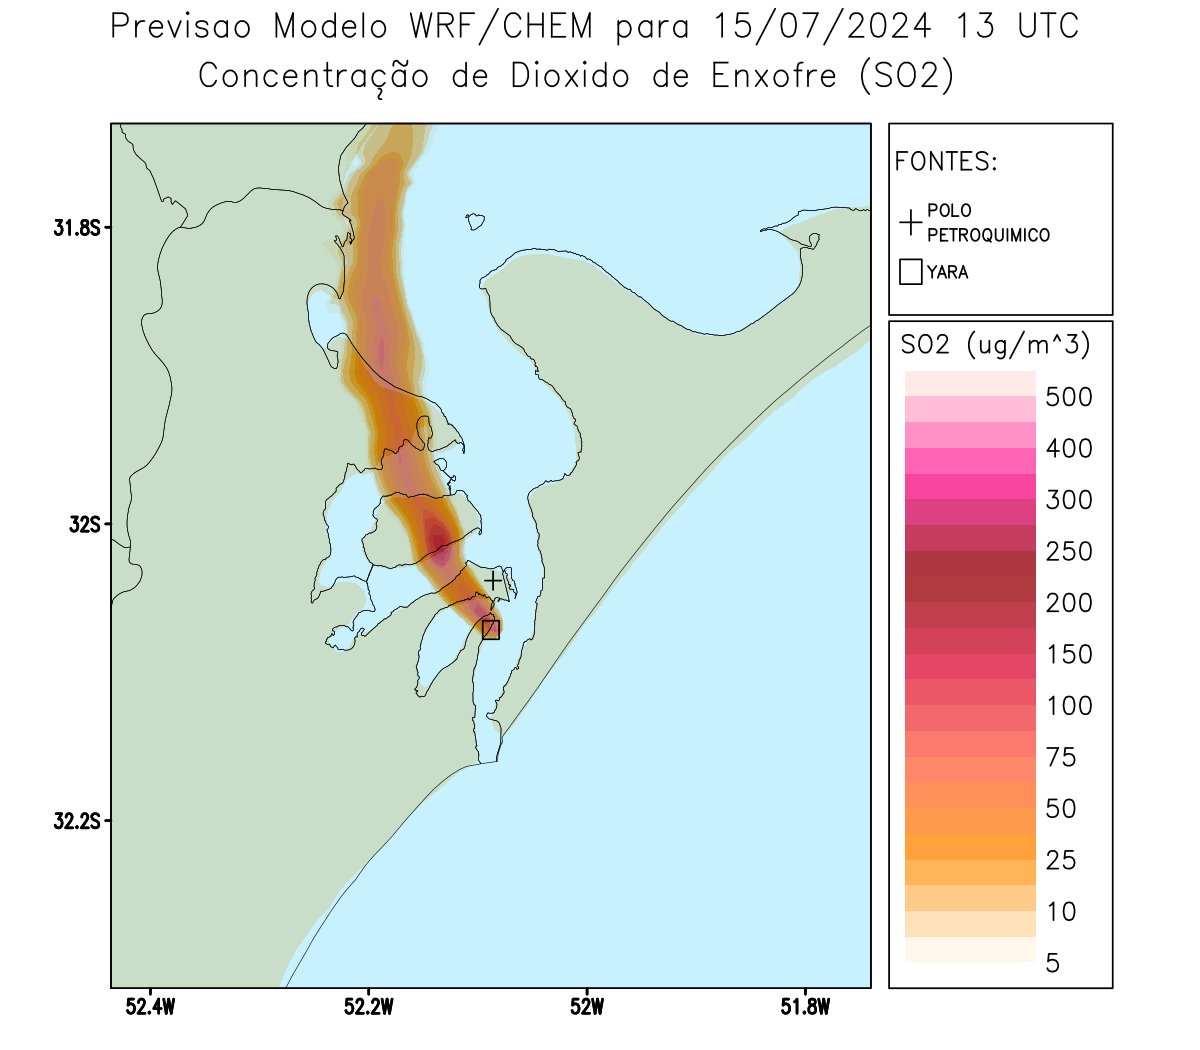 Previsao Modelo WRF/CHEM para 15/07/2024 13 UTC
Concentração de Dioxido de Enxofre (SO2)
FONTES:
POLO
PETROQUIMICO
YARA
SO2 (ug/m^3)
500
400
300
250
200
150
100
75
50
25
10
5
31.8S
32S
32.2S
52.4W
52.2W
52W
51.8W